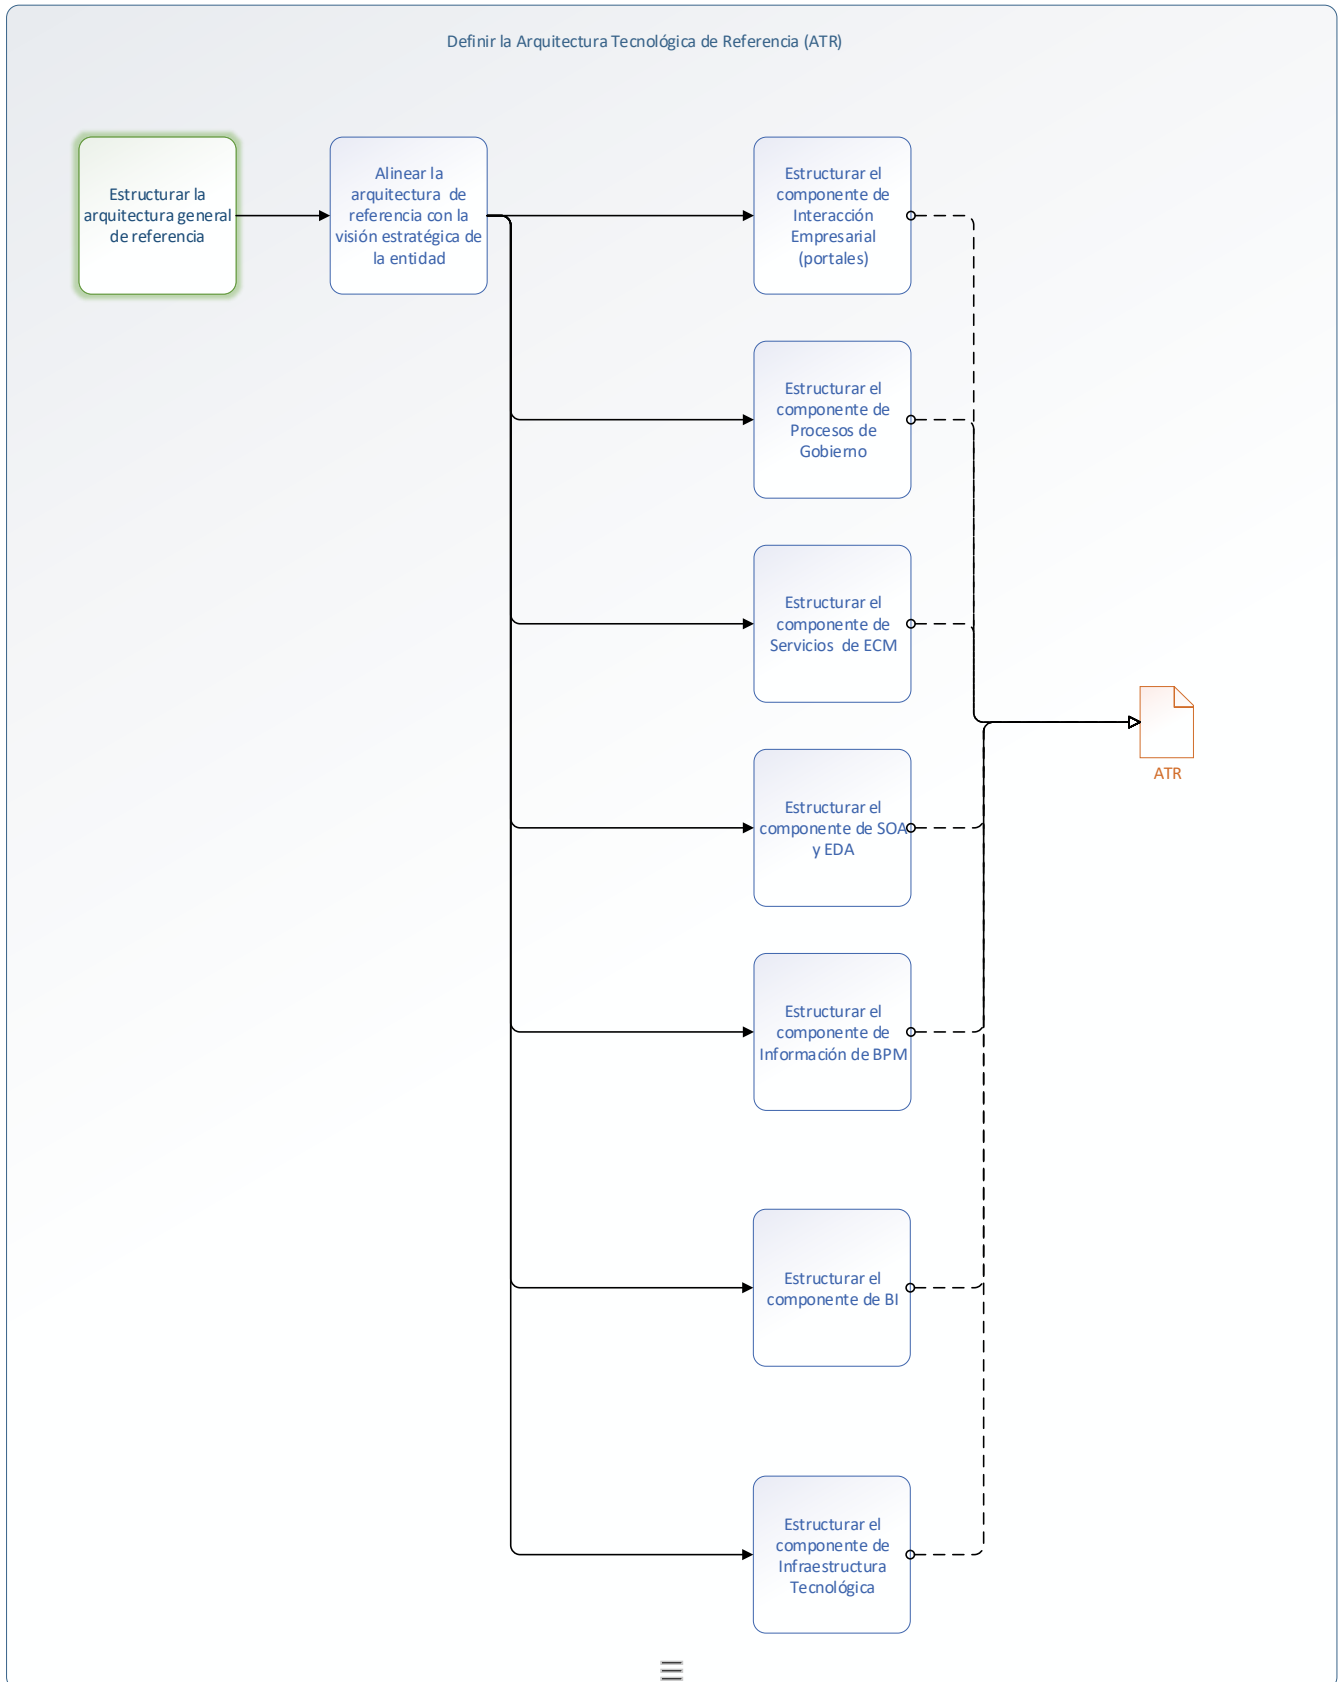 Definir la Arquitectura Tecnológica de Referencia (ATR)
Estructurar la
arquitectura general
de referencia
Alinear la
arquitectura de
referencia con la
visión estratégica de
la entidad
Estructurar el
componente de
Interacción
Empresarial
(portales)
Estructurar el
componente de
Procesos de
Gobierno
Estructurar el
componente de
Servicios de ECM
ATR
Estructurar el
componente de SOA
y EDA
Estructurar el
componente de
Información de BPM
Estructurar el
componente de BI
Estructurar el
componente de
Infraestructura
Tecnológica